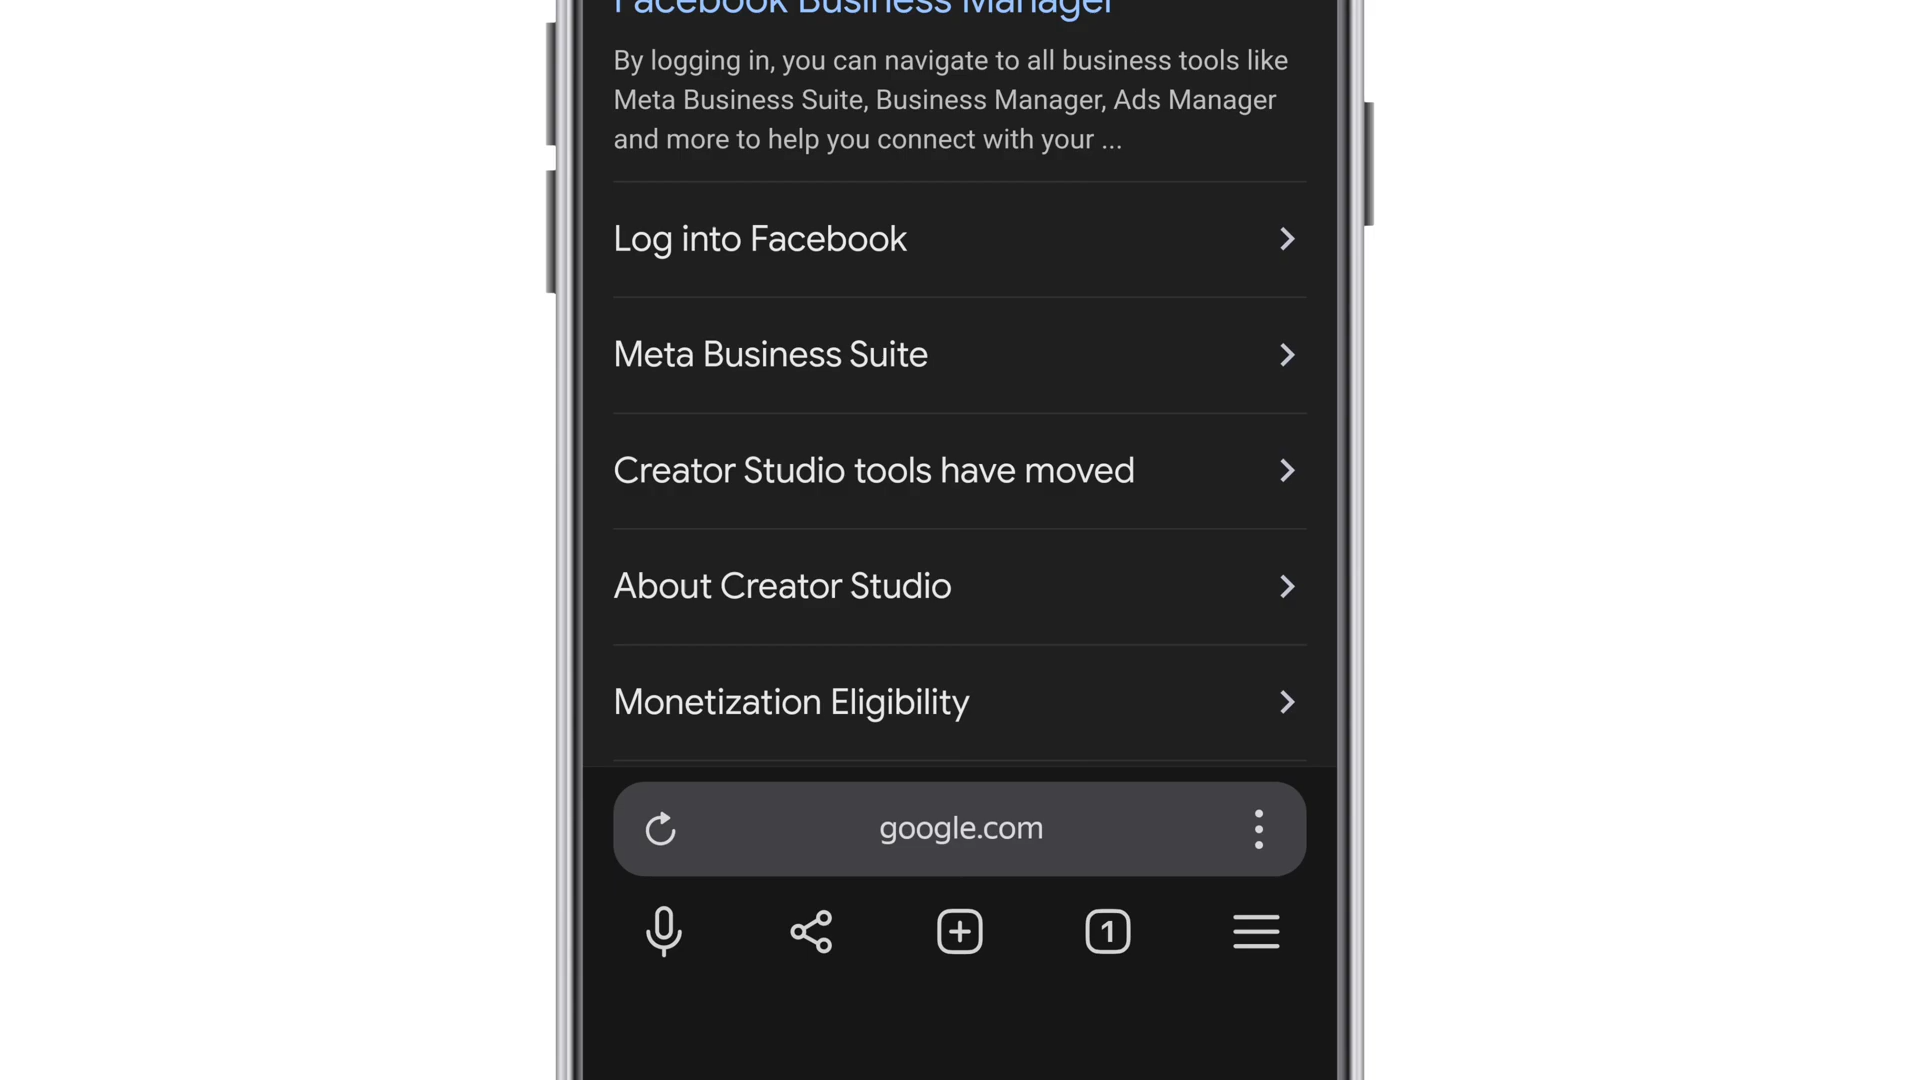 Facebook Business Manager
By logging in, you can navigate to all business tools like
Meta Business Suite, Business Manager, Ads Manager
and more to help you connect with your ...
Log into Facebook
Meta Business Suite
Creator Studio tools have moved
About Creator Studio
Monetization Eligibility
google.com
1